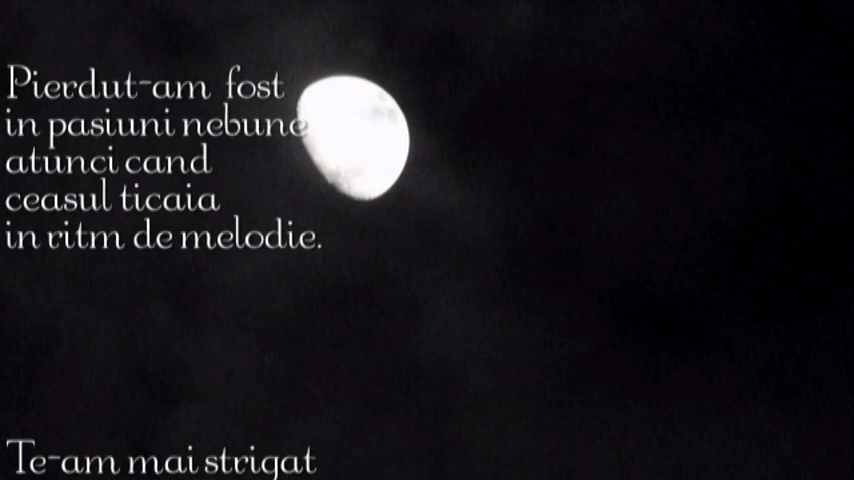 Pierdut-am fost
in pasiuni nebune
atunci cand
ceasul ticaia
in ritm de melodie.
Te-am mai strigat